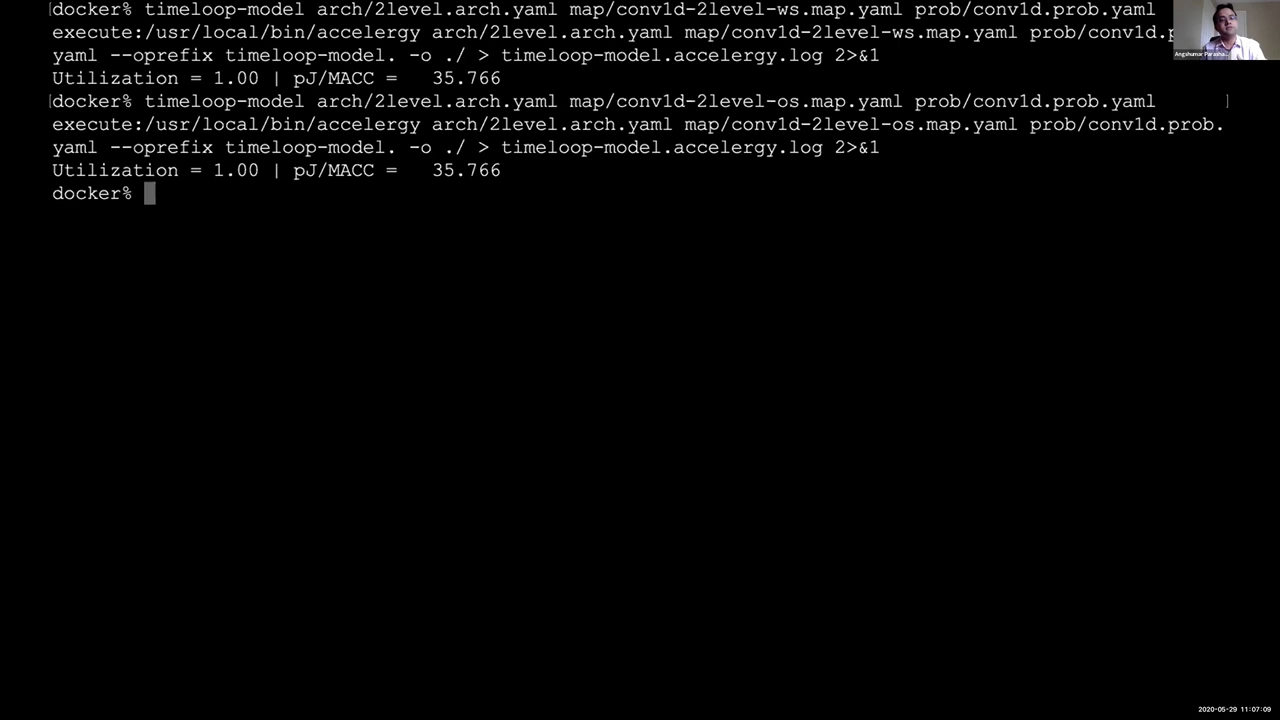 docker% timeloop-model arch/2level.arch.yaml map/conv1d-2level-ws.map.yaml prob/conv1d.prob.yaml
execute:/usr/local/bin/accelergy arch/2level.arch.yaml map/conv1d-2level-ws.map.yaml prob/conv1d.p
yaml --oprefix timeloop-model. -o ./ > timeloop-model.accelergy.log 2>&1
Utilization = 1.00 | pJ/MACC =   35.766
docker% timeloop-model arch/2level.arch.yaml map/conv1d-2level-os.map.yaml prob/conv1d.prob.yaml
execute:/usr/local/bin/accelergy arch/2level.arch.yaml map/conv1d-2level-os.map.yaml prob/conv1d.prob.
yaml --oprefix timeloop-model. -o ./ > timeloop-model.accelergy.log 2>&1
Utilization = 1.00 | pJ/MACC =   35.766
docker%
2020-05-29 11:07:09